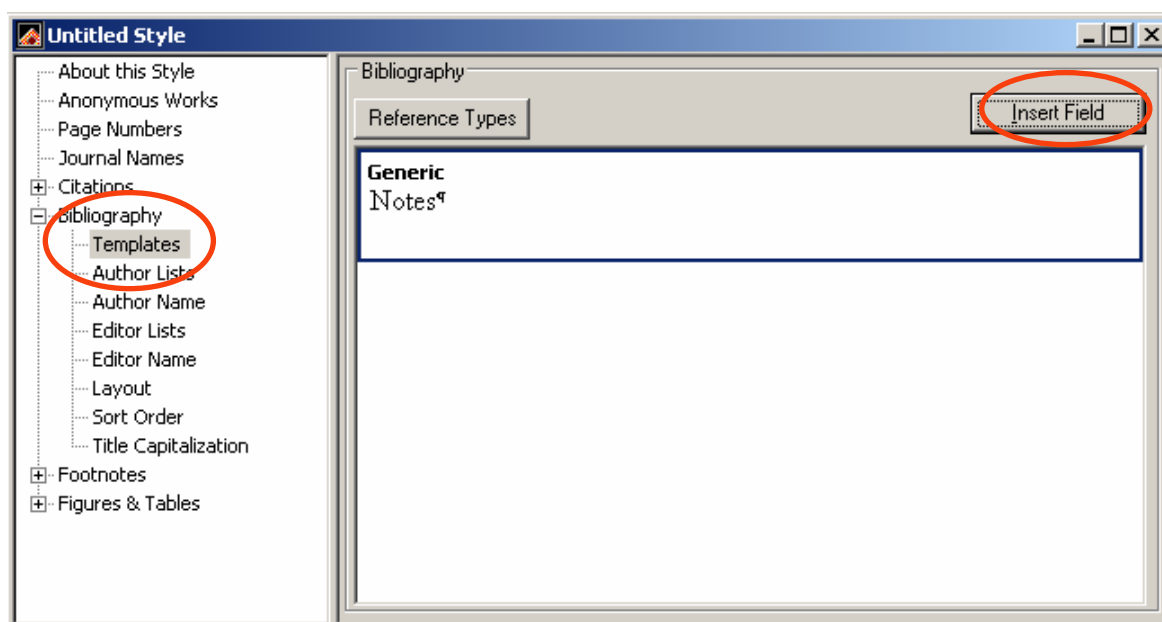 Untitled Style
About this Style
Anonymous Works
Page Numbers
Journal Names
Citations
Bibliography
Templates
Author Lists
Author Name
Editor Lists
Editor Name
Layout
Sort Order
Title Capitalization
Footnotes
Figures & Tables
Bibliography
Reference Types
Insert Field
Generic
Notes¶